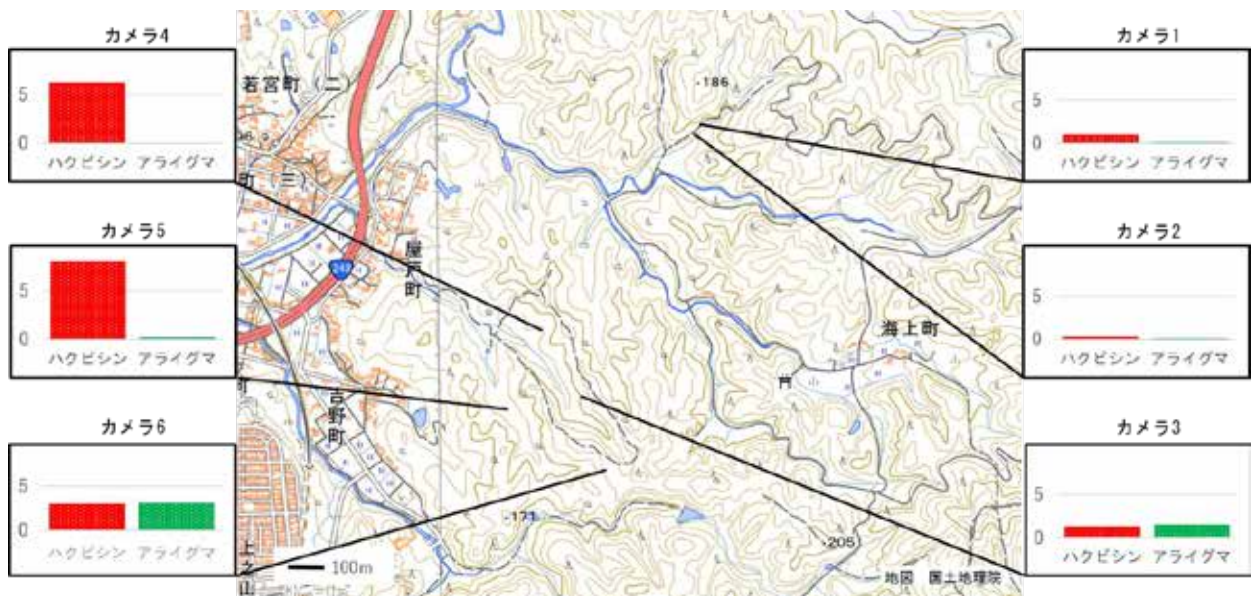 カメラ4
5
0
ハクビシン アライグマ
カメラ5
5
0
ハクビシン アライグマ
カメラ6
5
0
ハクビシン アライグマ
若宮町(二)
町(三)
248
屋戸町
吉野町
上之山
100m
・186
海上町
・171
・205
地図 国土地理院
カメラ1
5
0
ハクビシン アライグマ
カメラ2
5
0
ハクビシン アライグマ
カメラ3
5
0
ハクビシン アライグマ